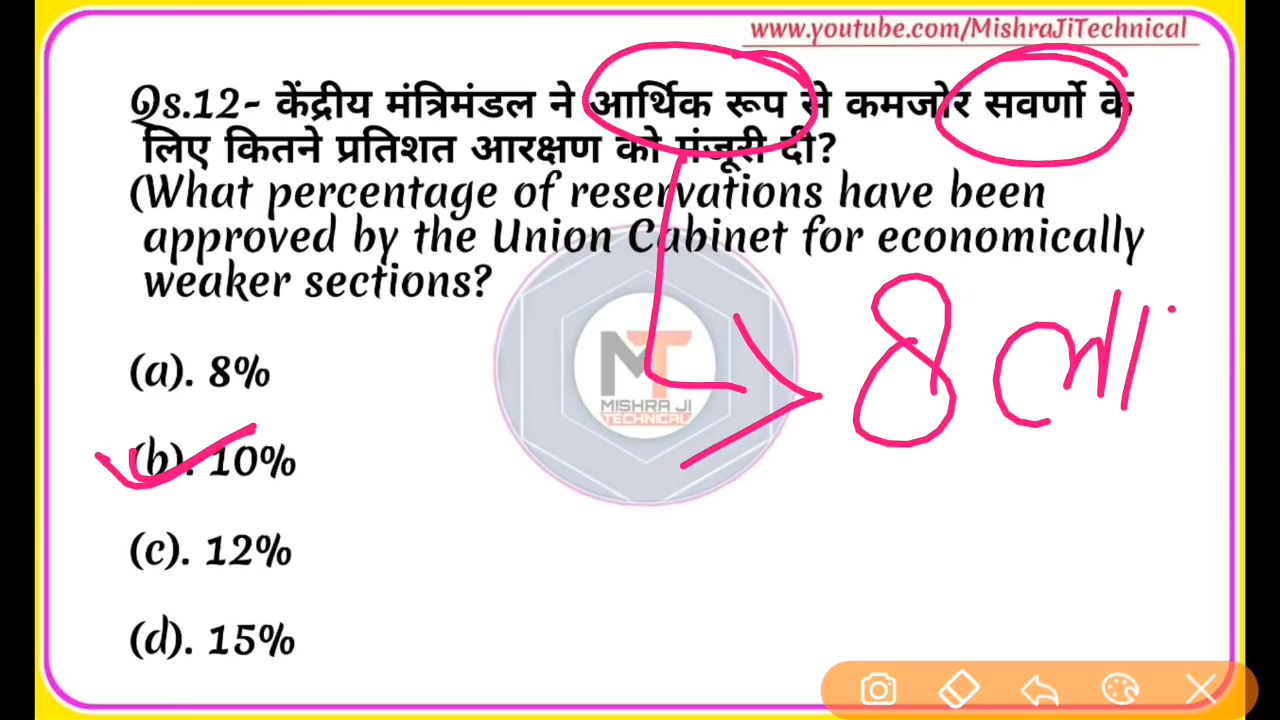 www.youtube.com/MishraJiTechnical
Qs.12- केंद्रीय मंत्रिमंडल ने आर्थिक रूप से कमजोर सवर्णो के
लिए कितने प्रतिशत आरक्षण को मंजूरी दी?
(What percentage of reservations have been
approved by the Union Cabinet for economically
weaker sections?
(a). 8%
8 ला
MT
MISHRA JI
TECHNICAL
(b). 10%
(c). 12%
(d). 15%